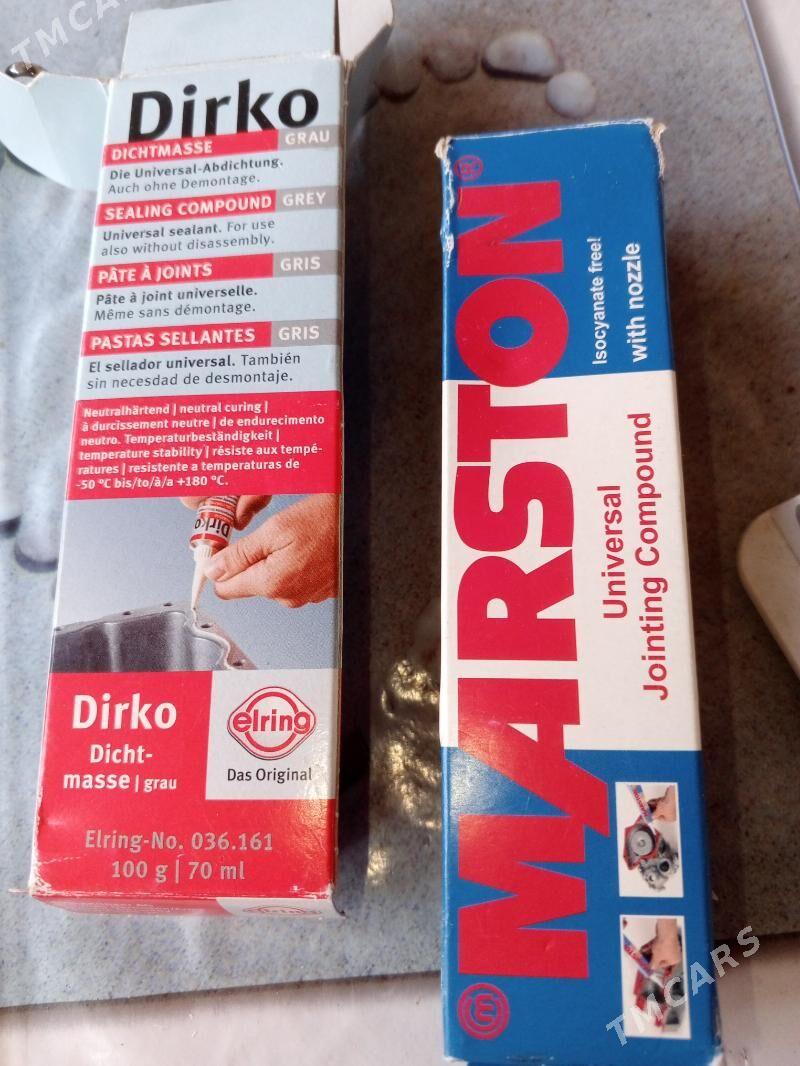 TMCARS
Dirko
DICHTMASSE GRAU
Die Universal-Abdichtung.
Auch ohne Demontage.
SEALING COMPOUND GREY
Universal sealant. For use
also without disassembly.
PÂTE À JOINTS GRIS
Pâte à joint universelle.
Même sans démontage.
PASTAS SELLANTES GRIS
El sellador universal. También
sin necesidad de desmontaje.
Neutralhärtend | neutral curing |
à durcissement neutre | de endurecimento
neutro. Temperaturbeständigkeit |
temperature stability | résiste aux tempé-
ratures | resistente a temperaturas de
-50 °C bis/to/à/a +180 °C.
Dirko
Dirko
Dicht-
masse | grau
elring
Das Original
Elring-No. 036.161
100 g | 70 ml
elring
MARSTON®
Isocyanate free!
with nozzle
Universal
Jointing Compound
TMCARS